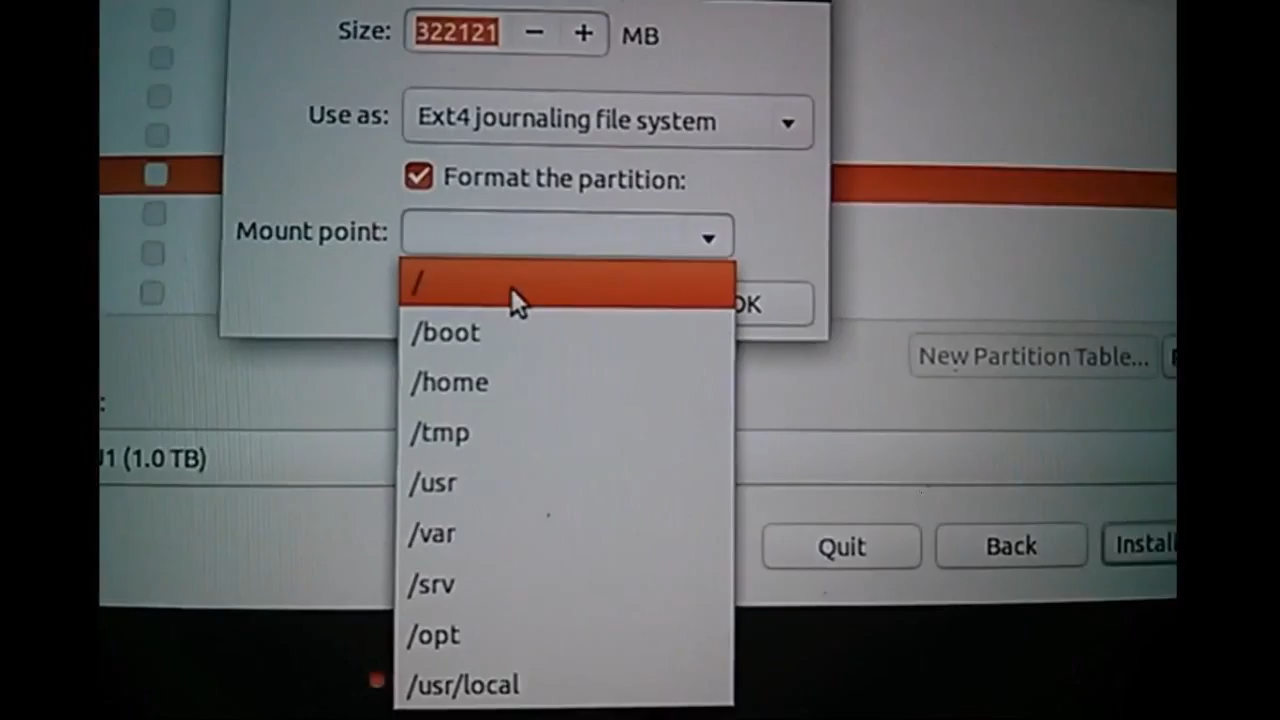 Size: 322121 − + MB
Use as: Ext4 journaling file system
Format the partition:
Mount point:
/
OK
/boot
New Partition Table...
/home
/tmp
(1.0 TB)
/usr
/var
Quit
Back
/srv
/opt
/usr/local